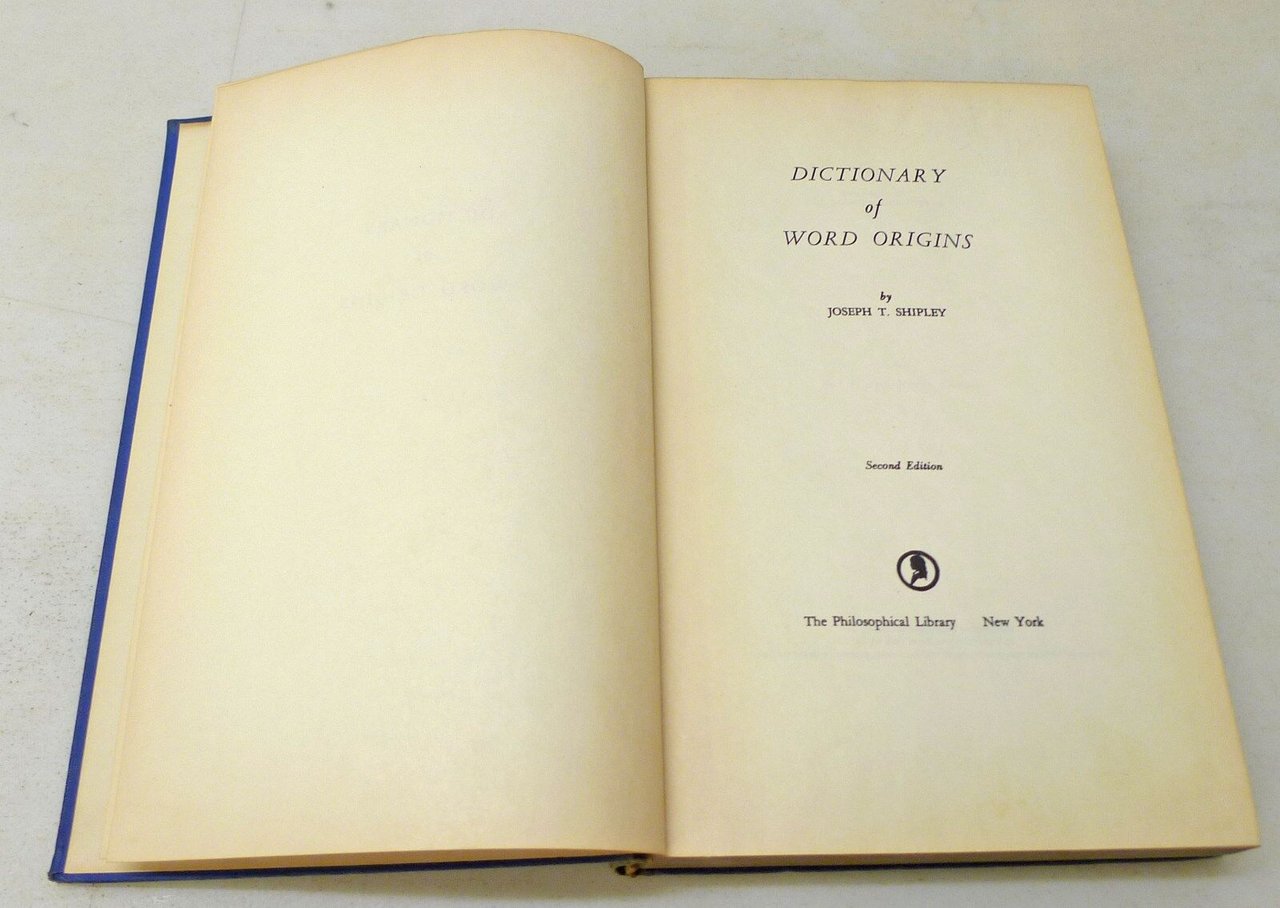 DICTIONARY
of
WORD ORIGINS
by
JOSEPH T. SHIPLEY
Second Edition
The Philosophical Library New York